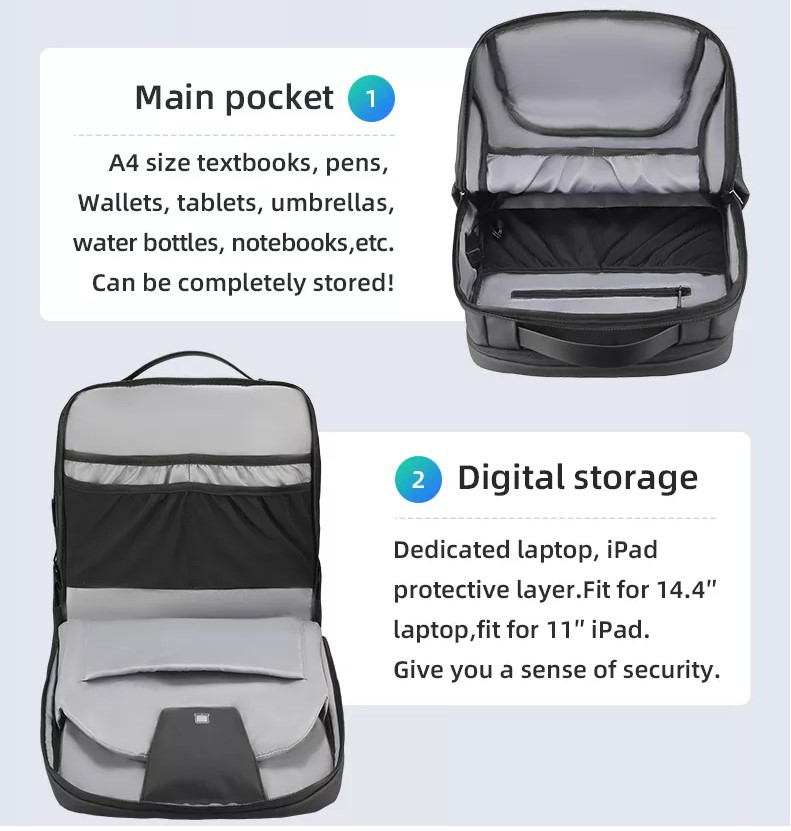 Main pocket 1
A4 size textbooks, pens,
Wallets, tablets, umbrellas,
water bottles, notebooks,etc.
Can be completely stored!
2 Digital storage
Dedicated laptop, iPad
protective layer.Fit for 14.4″
laptop,fit for 11″ iPad.
Give you a sense of security.